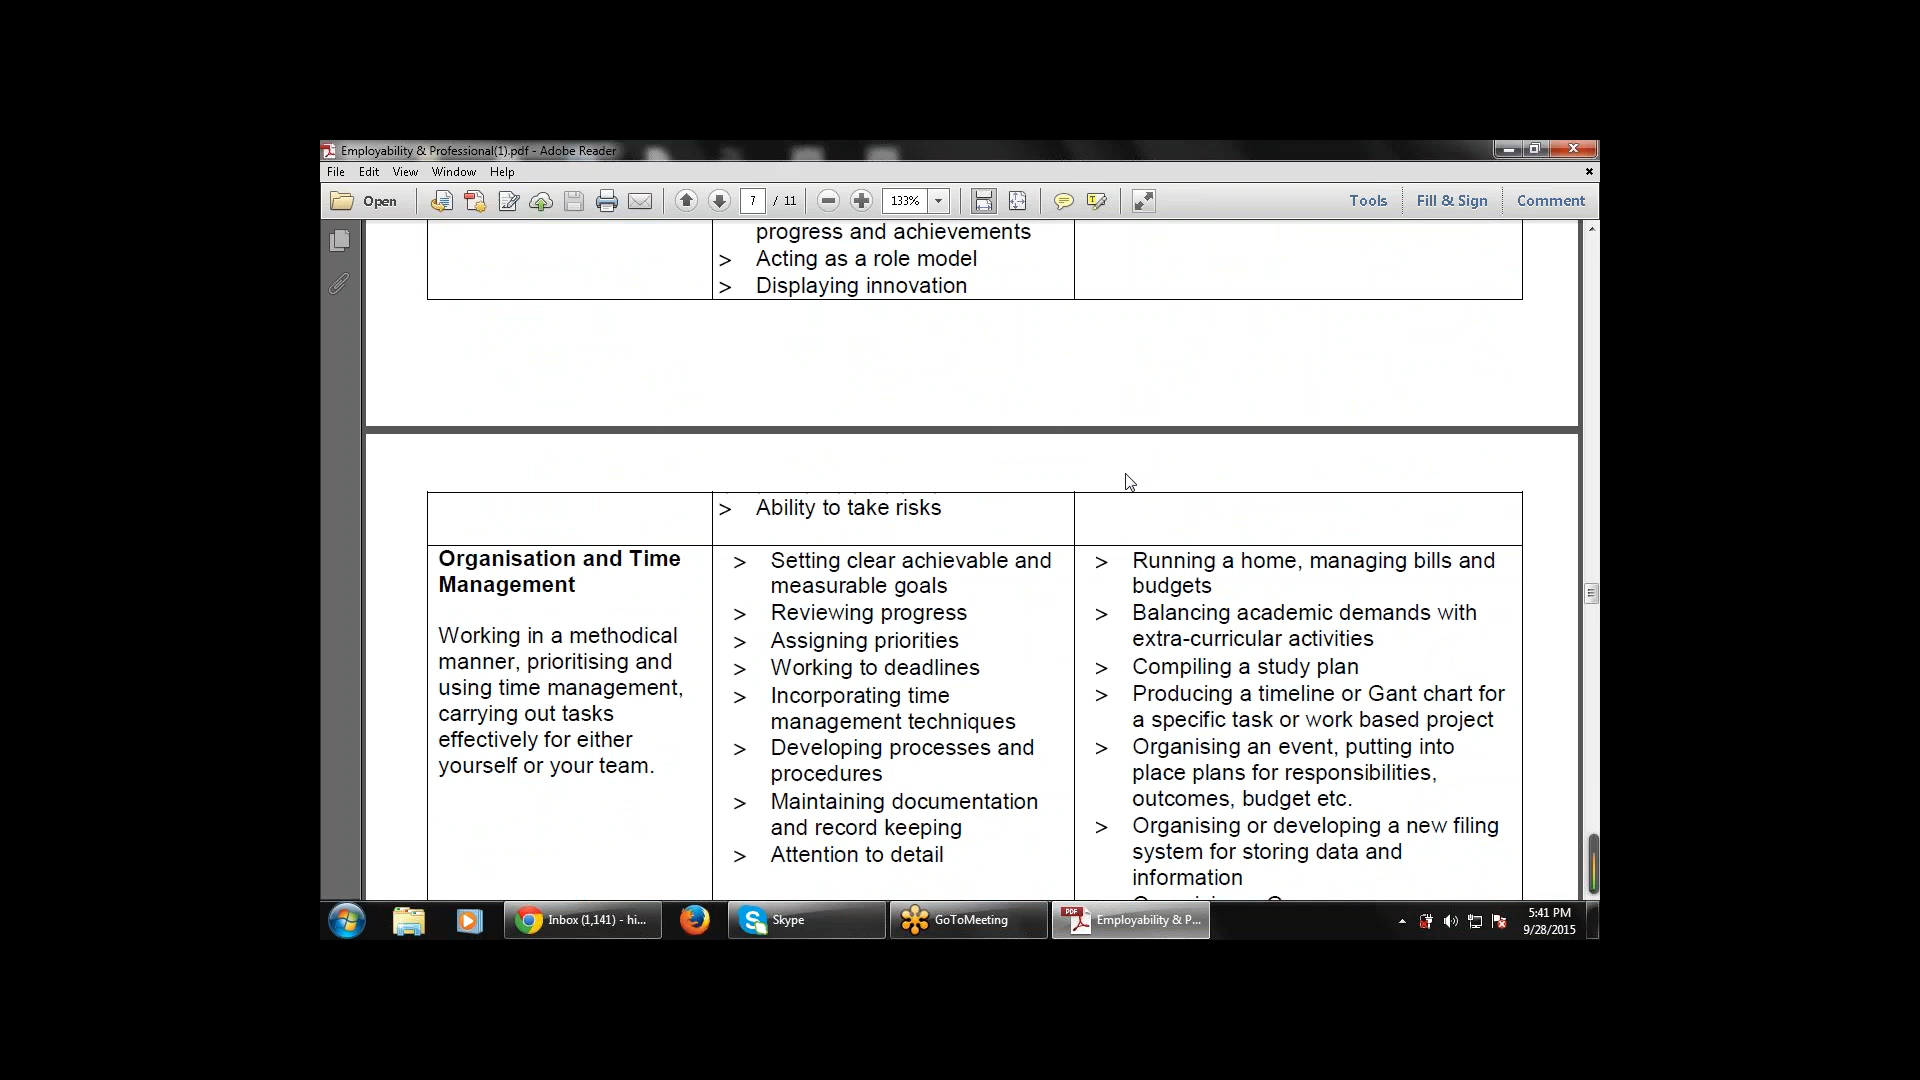 Employability & Professional(1).pdf - Adobe Reader
File Edit View Window Help
Open 7 / 11 133% Tools Fill & Sign Comment
progress and achievements
> Acting as a role model
> Displaying innovation
> Ability to take risks
Organisation and Time
Management
Working in a methodical
manner, prioritising and
using time management,
carrying out tasks
effectively for either
yourself or your team.
> Setting clear achievable and
measurable goals
> Reviewing progress
> Assigning priorities
> Working to deadlines
> Incorporating time
management techniques
> Developing processes and
procedures
> Maintaining documentation
and record keeping
> Attention to detail
> Running a home, managing bills and
budgets
> Balancing academic demands with
extra-curricular activities
> Compiling a study plan
> Producing a timeline or Gant chart for
a specific task or work based project
> Organising an event, putting into
place plans for responsibilities,
outcomes, budget etc.
> Organising or developing a new filing
system for storing data and
information
Inbox (1,141) - hi... Skype GoToMeeting Employability & P...
5:41 PM
9/28/2015